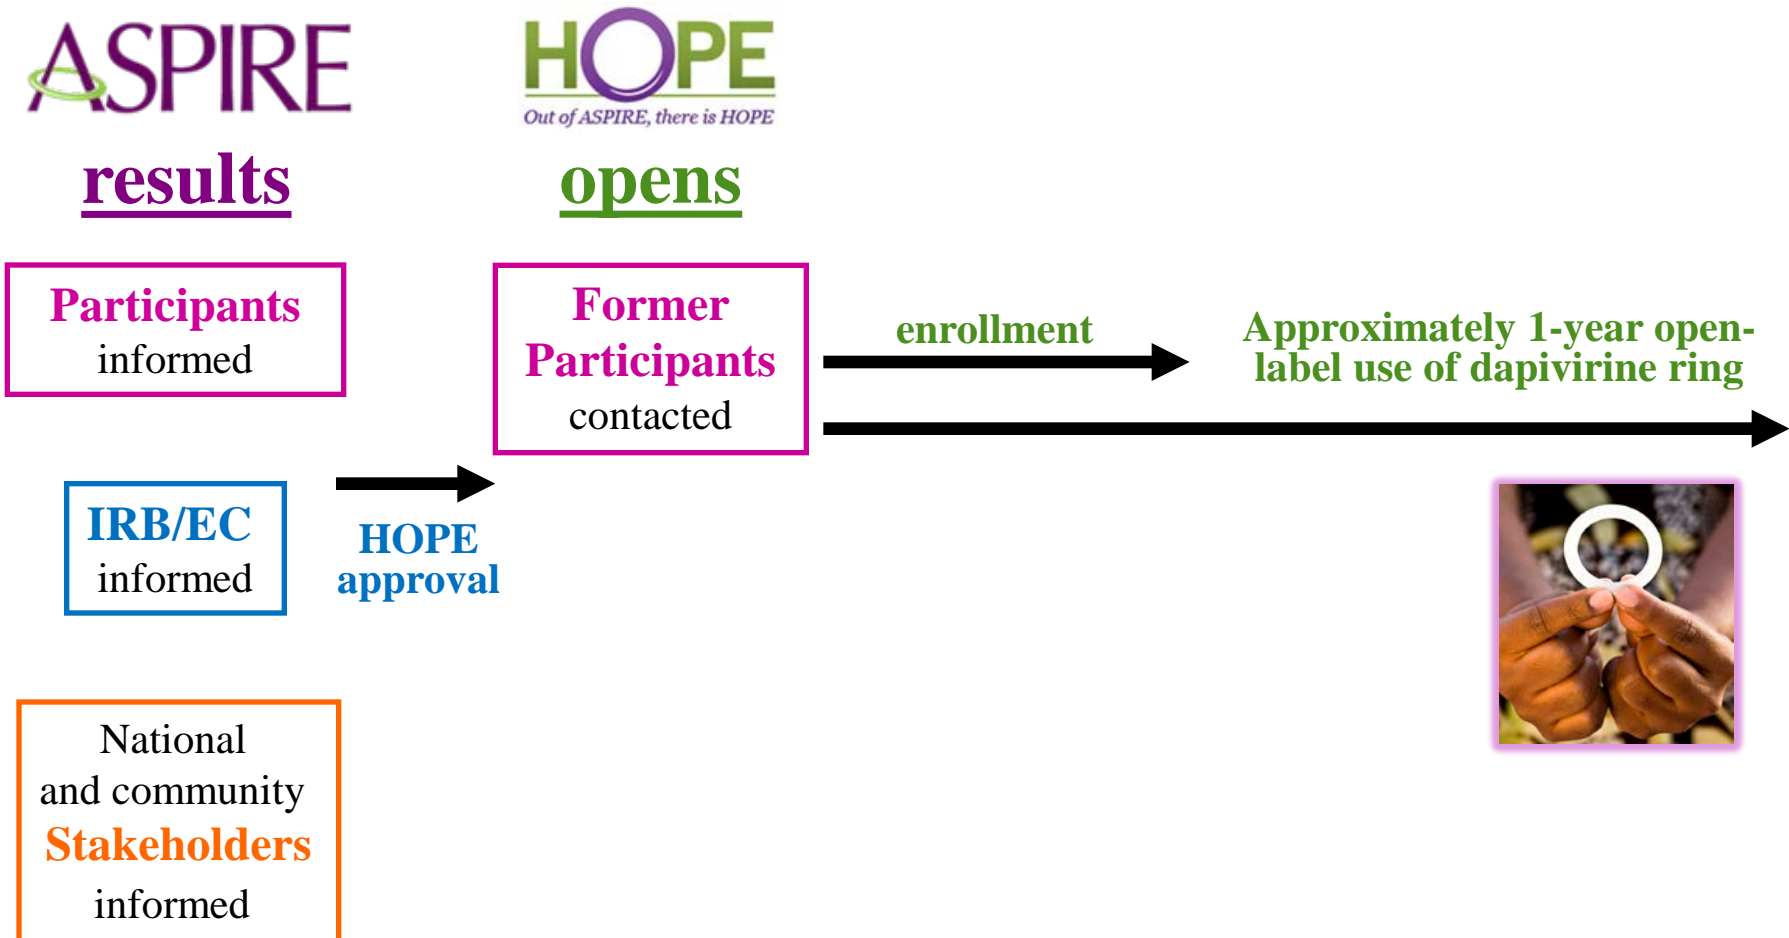 ASPIRE
results
Participants
informed
IRB/EC
informed
National
and community
Stakeholders
informed
HOPE
approval
HOPE
Out of ASPIRE, there is HOPE
opens
Former
Participants
contacted
enrollment
Approximately 1-year open-
label use of dapivirine ring